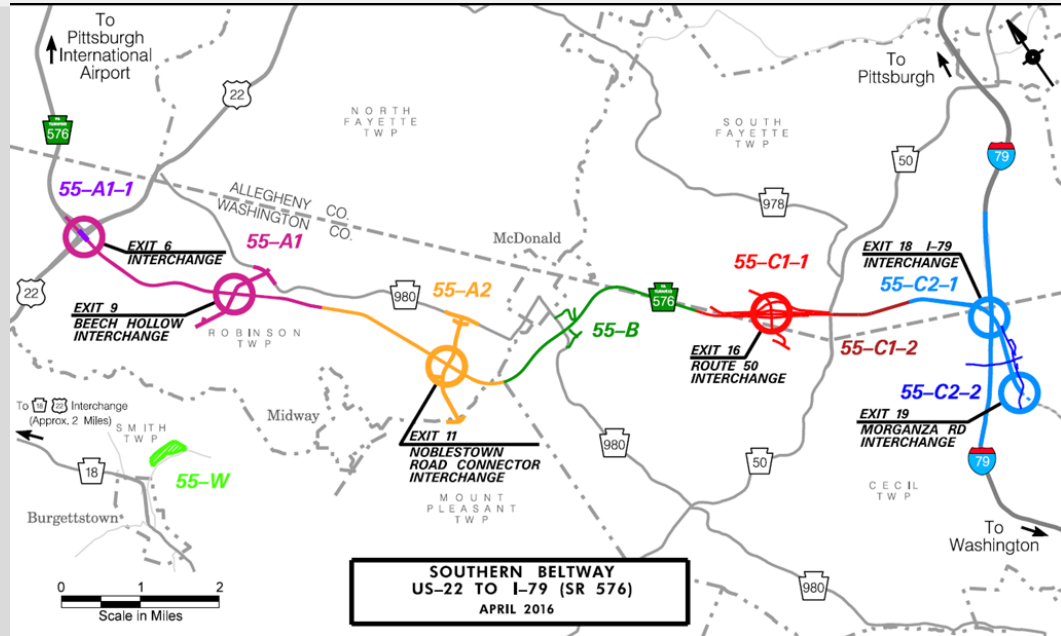 To
Pittsburgh
International
Airport
576
22
NORTH
FAYETTE
TWP
SOUTH
FAYETTE
TWP
To
Pittsburgh
79
50
978
55–A1–1
ALLEGHENY CO.
WASHINGTON CO.
McDonald
EXIT 6
INTERCHANGE
55–A1
22
EXIT 9
BEECH HOLLOW
INTERCHANGE
ROBINSON
TWP
980
55–A2
576
55–B
55–C1–1
EXIT 18 I–79
INTERCHANGE
55–C2–1
EXIT 16
ROUTE 50
INTERCHANGE
55–C1–2
55–C2–2
EXIT 19
MORGANZA RD
INTERCHANGE
To 18 22 Interchange
(Approx. 2 Miles)
SMITH
TWP
18
55–W
Burgettstown
Midway
EXIT 11
NOBLESTOWN
ROAD CONNECTOR
INTERCHANGE
MOUNT
PLEASANT
TWP
980
50
79
CECIL
TWP
To
Washington
980
0 1 2
Scale in Miles
SOUTHERN BELTWAY
US–22 TO I–79 (SR 576)
APRIL 2016